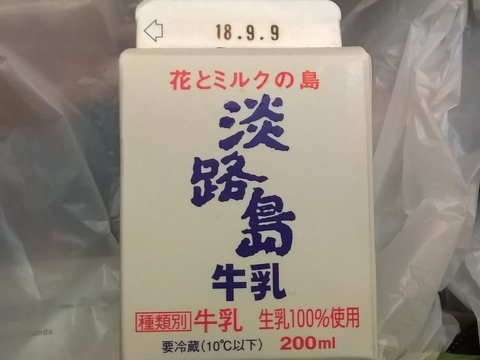 18.9.9
花とミルクの島
淡路島
牛乳
種類別 牛乳 生乳100%使用
要冷蔵(10℃以下) 200ml